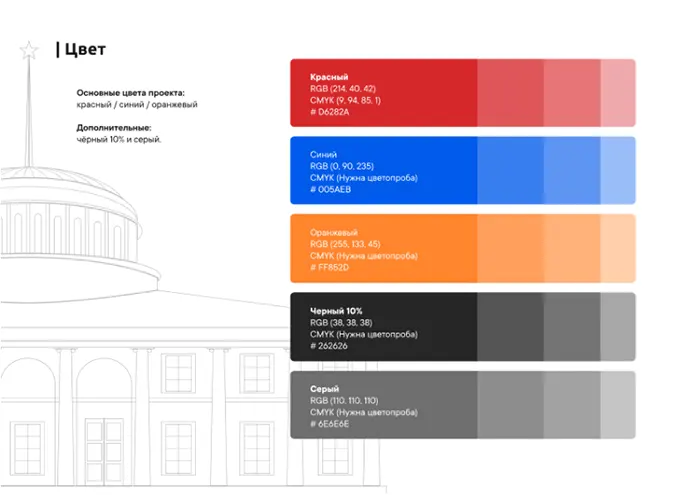 | Цвет
Основные цвета проекта:
красный / синий / оранжевый
Дополнительные:
чёрный 10% и серый.
Красный
RGB (214, 40, 42)
CMYK (9, 94, 85, 1)
# D6282A
Синий
RGB (0, 90, 235)
CMYK (Нужна цветопроба)
# 005AEB
Оранжевый
RGB (255, 133, 45)
CMYK (Нужна цветопроба)
# FF852D
Черный 10%
RGB (38, 38, 38)
CMYK (Нужна цветопроба)
# 262626
Серый
RGB (110, 110, 110)
CMYK (Нужна цветопроба)
# 6E6E6E